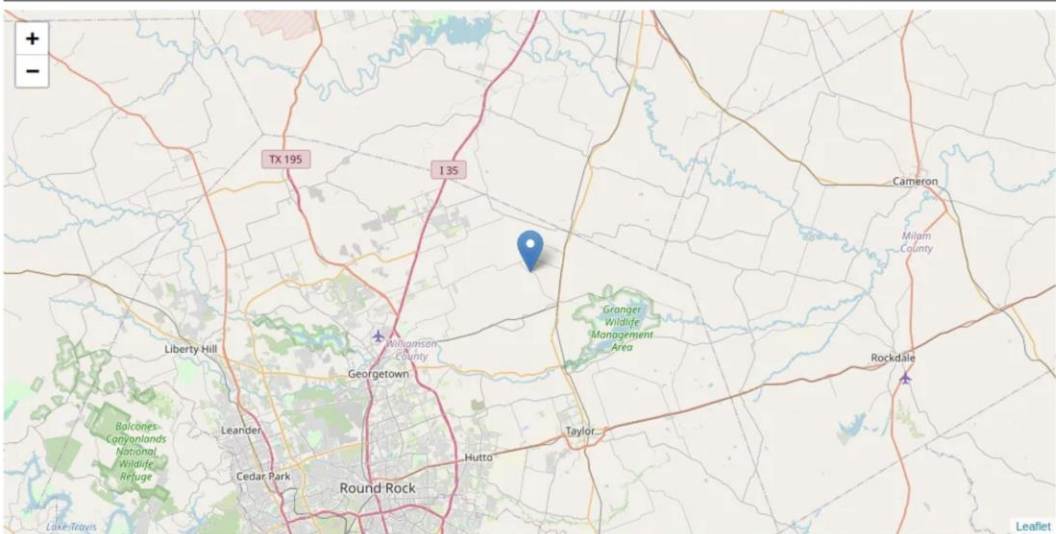 +
−
TX 195
I 35
Cameron
Milam
County
Granger
Wildlife
Management
Area
Williamson
County
Liberty Hill
Georgetown
Rockdale
Balcones
Canyonlands
National
Wildlife
Refuge
Leander
Taylor
Hutto
Cedar Park
Round Rock
Lake Travis
Leaflet